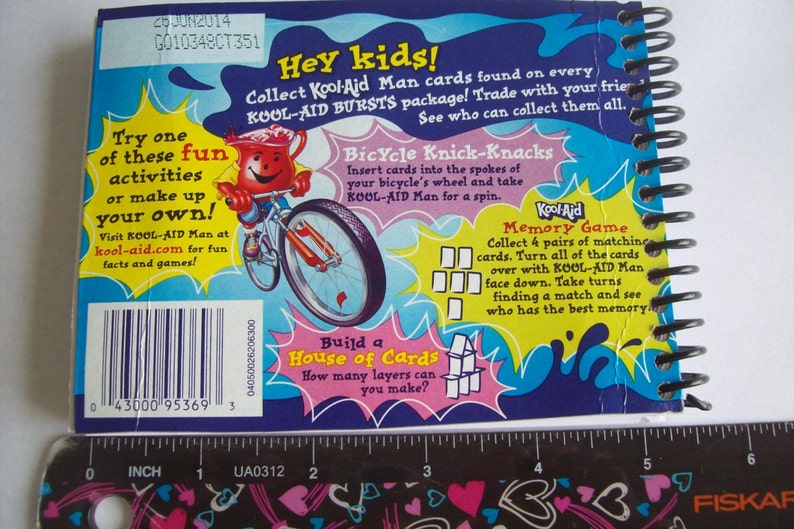 26JUN2014
G010348CT351
Hey kids!
Collect Kool-Aid Man cards found on every
KOOL-AID BURSTS package! Trade with your frien
See who can collect them all.
Try one
of these fun
activities
or make up
your own!
Visit KOOL-AID Man at
kool-aid.com for fun
facts and games!
Bicycle Knick-Knacks
Insert cards into the spokes of
your bicycle's wheel and take
KOOL-AID Man for a spin.
Kool-Aid
Memory Game
Collect 4 pairs of matching
cards. Turn all of the cards
over with KOOL-AID Man
face down. Take turns
finding a match and see
who has the best memory.
Build a
House of Cards
How many layers can
you make?
0 43000 95369 3
04050026206300
0 INCH 1 UA0312 2 3 4 5 6
FISKAR